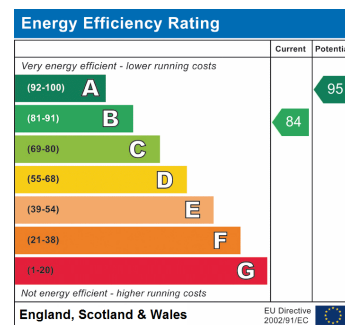 Energy Efficiency Rating
Current Potentia
Very energy efficient - lower running costs
(92-100) A 95
(81-91) B 84
(69-80) C
(55-68) D
(39-54) E
(21-38) F
(1-20) G
Not energy efficient - higher running costs
England, Scotland & Wales
EU Directive
2002/91/EC